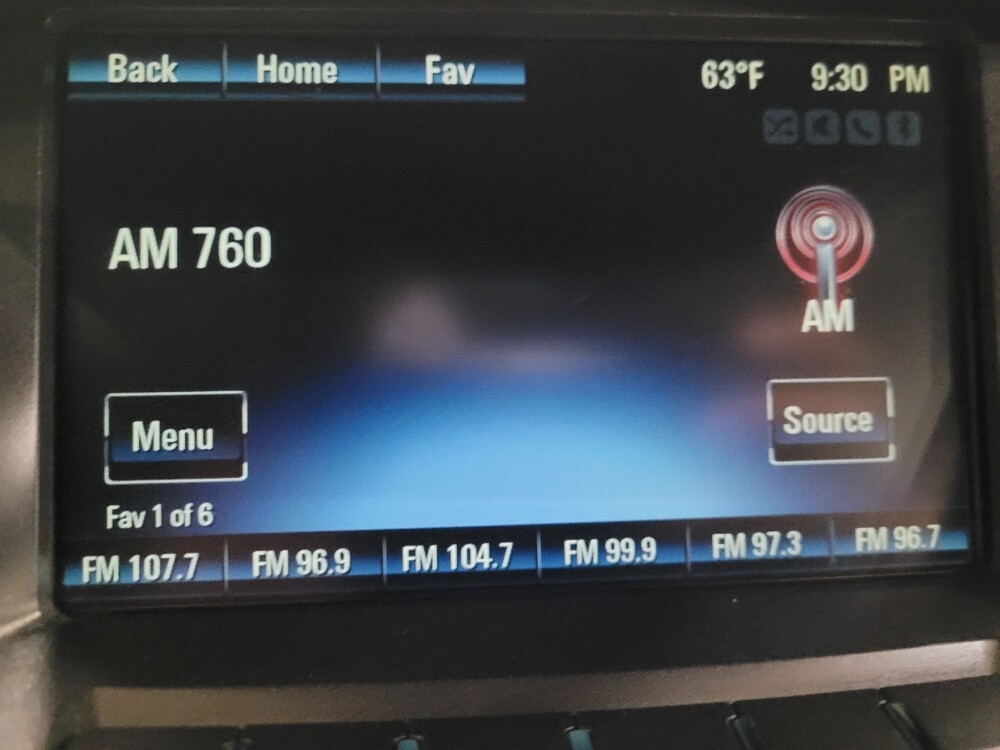 Back Home Fav 63°F 9:30 PM
AM 760
AM
Menu Source
Fav 1 of 6
FM 107.7 FM 96.9 FM 104.7 FM 99.9 FM 97.3 FM 96.7